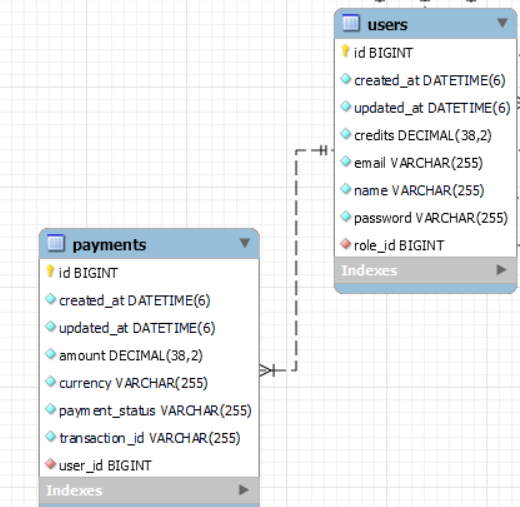 users
id BIGINT
created_at DATETIME(6)
updated_at DATETIME(6)
credits DECIMAL(38,2)
email VARCHAR(255)
name VARCHAR(255)
password VARCHAR(255)
role_id BIGINT
Indexes
payments
id BIGINT
created_at DATETIME(6)
updated_at DATETIME(6)
amount DECIMAL(38,2)
currency VARCHAR(255)
payment_status VARCHAR(255)
transaction_id VARCHAR(255)
user_id BIGINT
Indexes